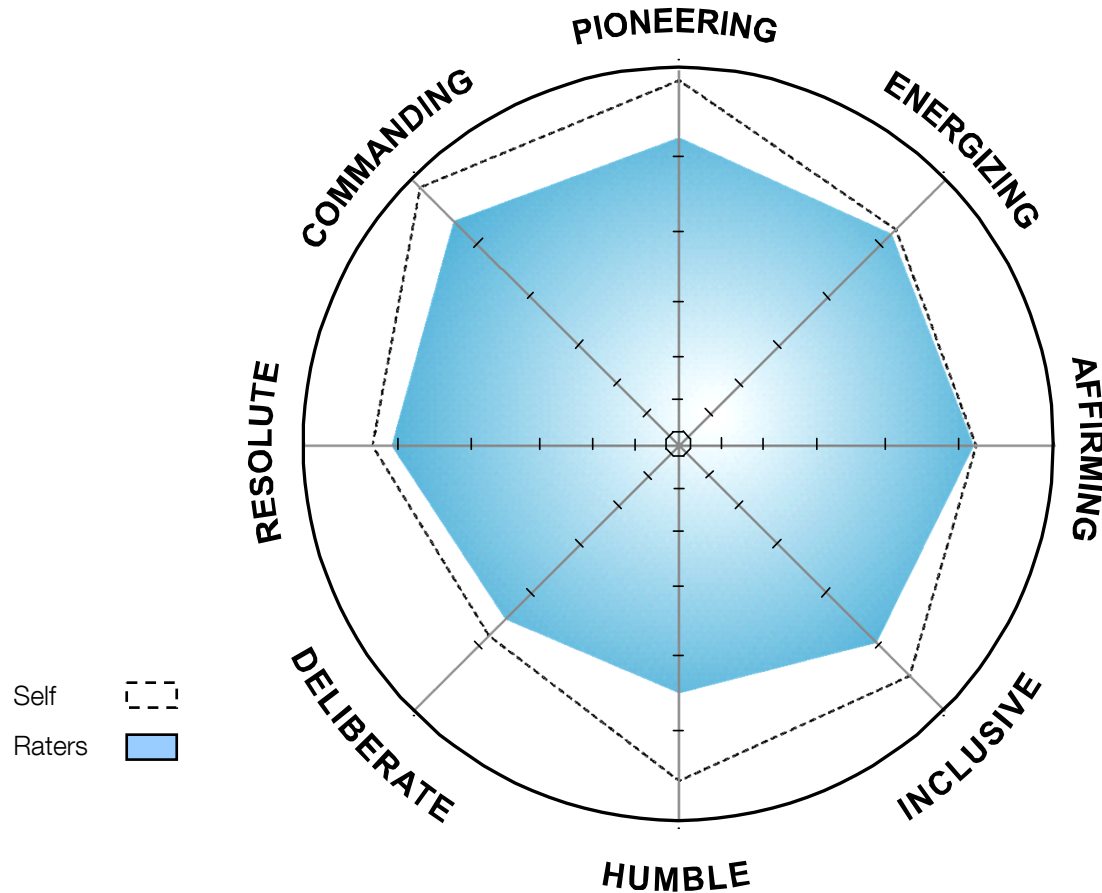 PIONEERING
ENERGIZING
AFFIRMING
INCLUSIVE
HUMBLE
DELIBERATE
RESOLUTE
COMMANDING
Self
Raters